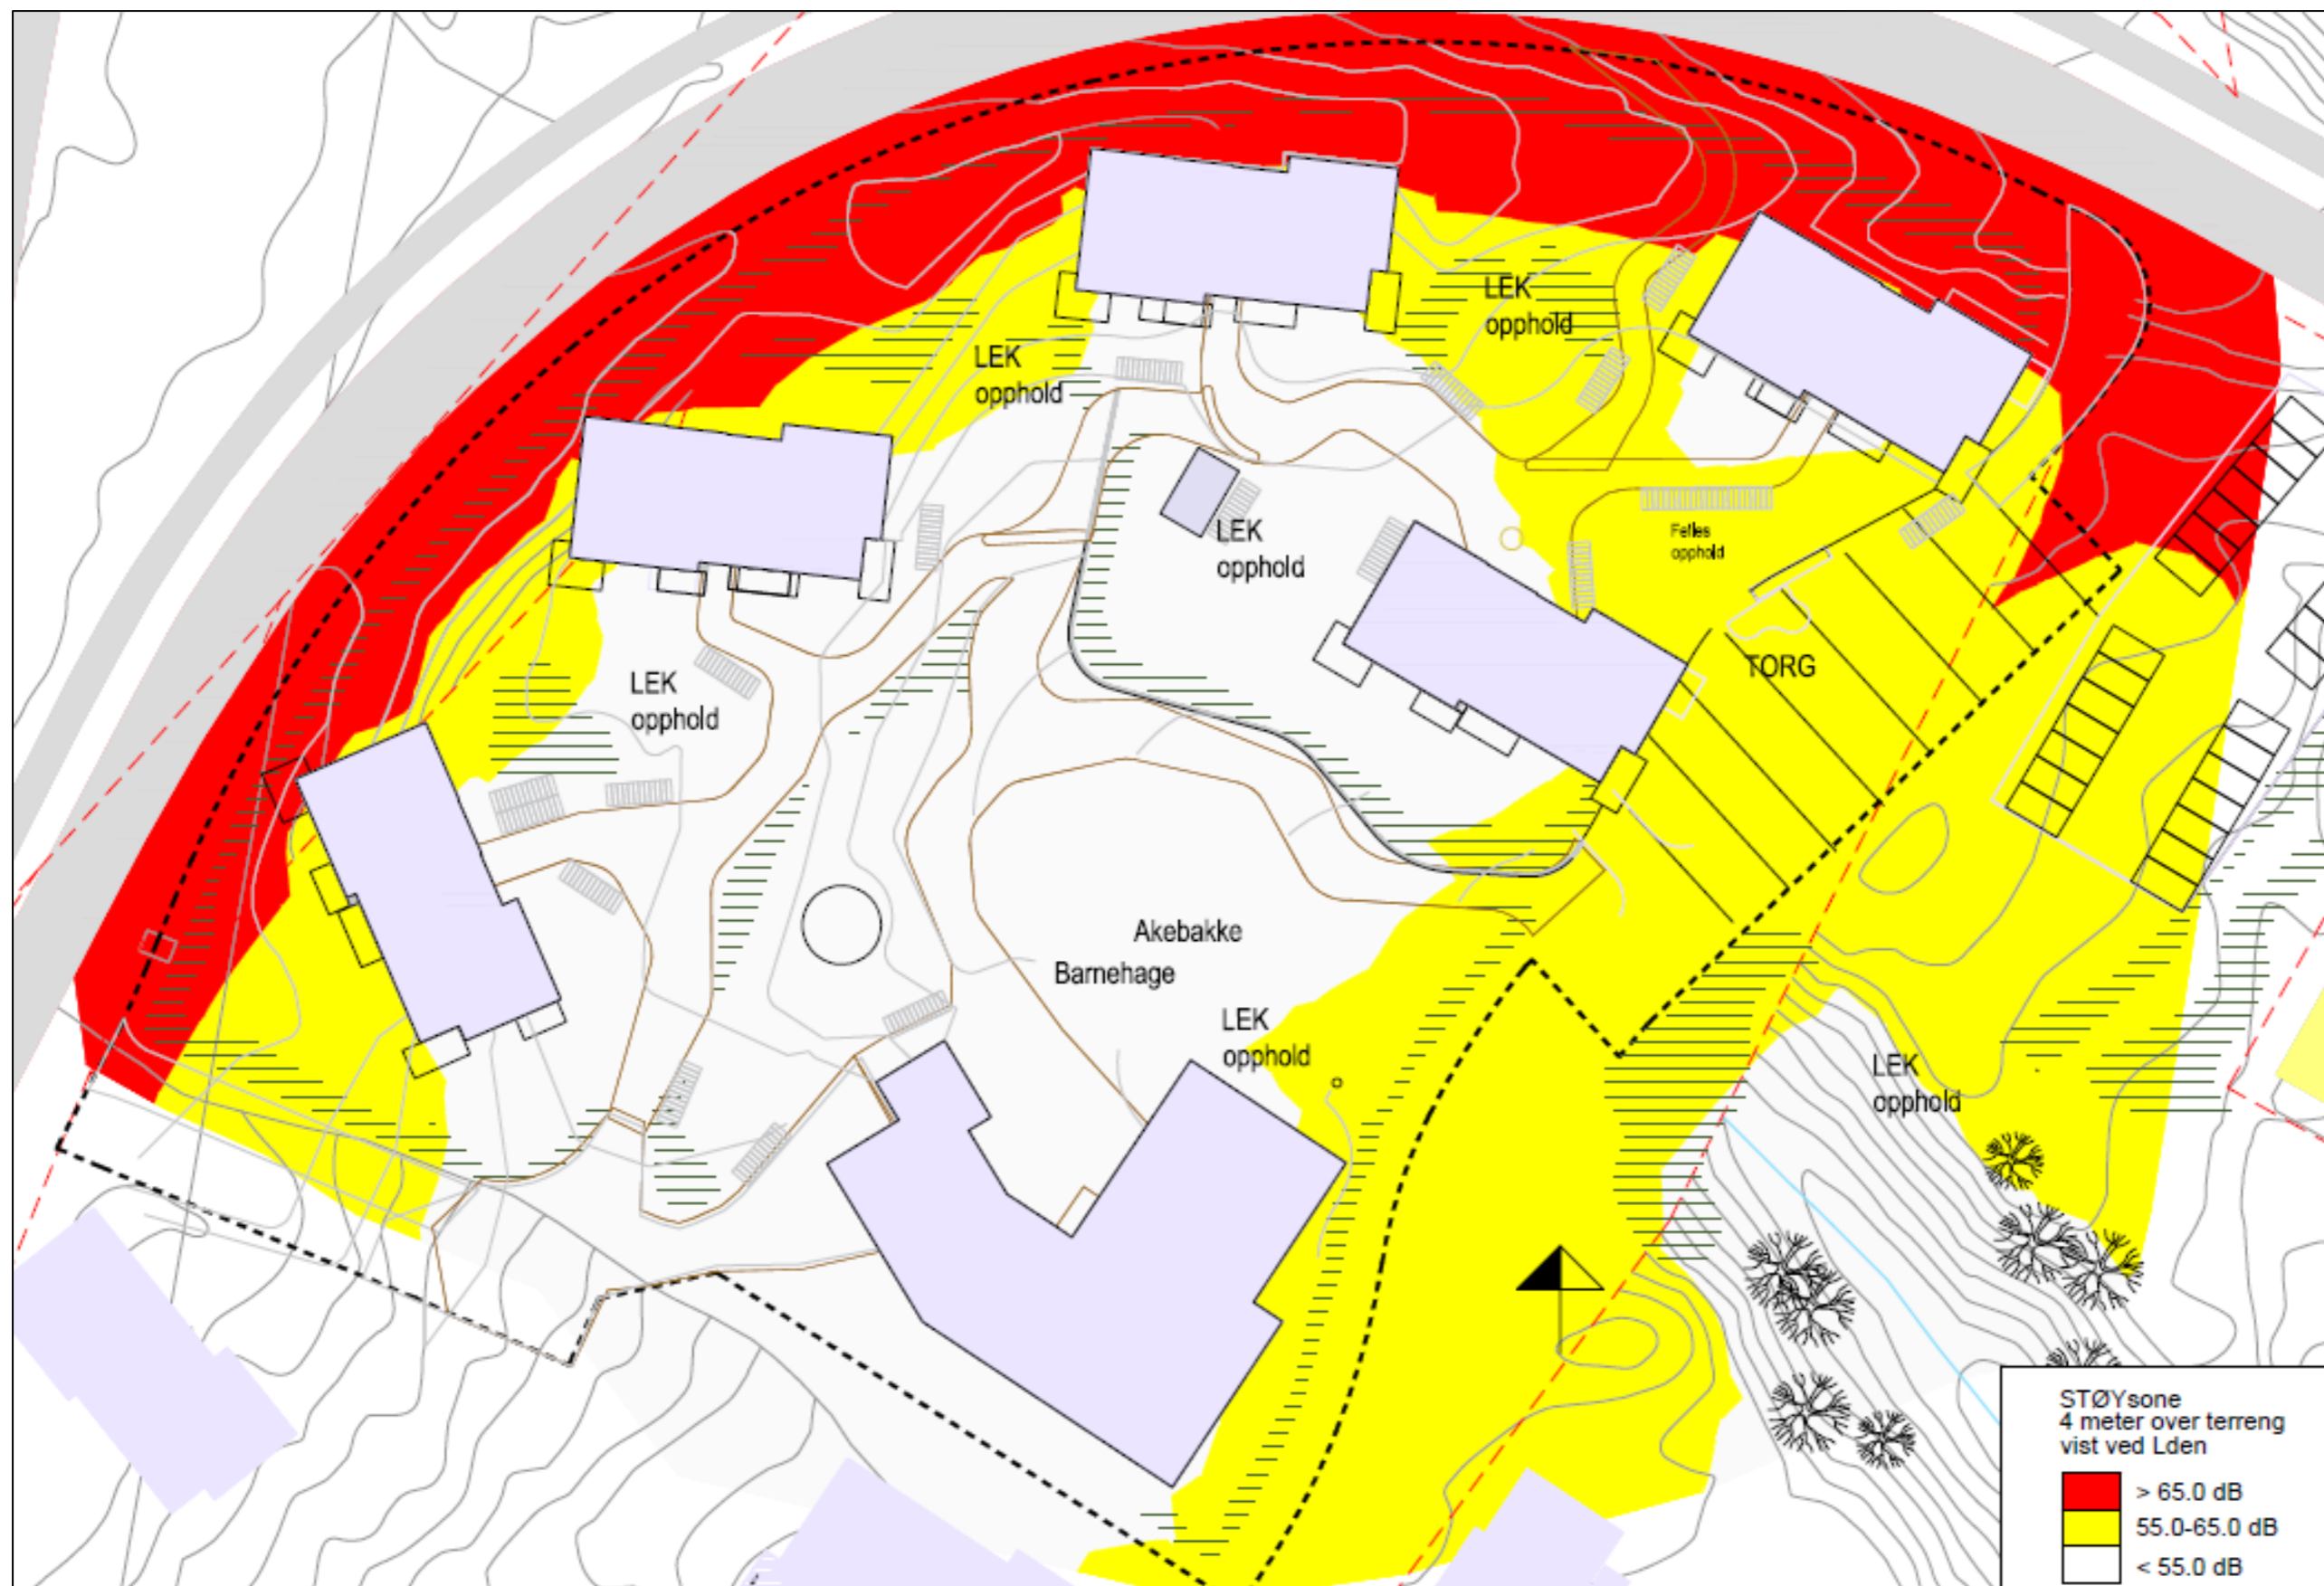 LEK
opphold
LEK
opphold
LEK
opphold
Felles
opphold
TORG
LEK
opphold
Akebakke
Barnehage
LEK
opphold
LEK
opphold
STØYsone
4 meter over terreng
vist ved Lden
> 65.0 dB
55.0-65.0 dB
< 55.0 dB